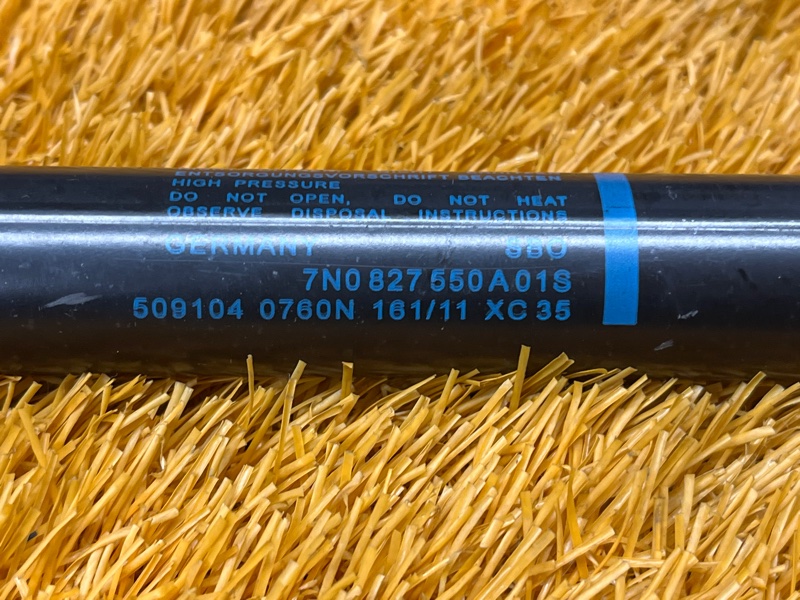 ENTSORGUNGSVORSCHRIFT BEACHTEN
HIGH PRESSURE
DO NOT OPEN, DO NOT HEAT
OBSERVE DISPOSAL INSTRUCTIONS
GERMANY
7N0 827 550 A 01S
509104 0760N 161/11 XC 35